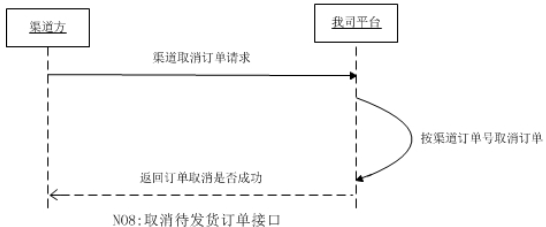 渠道方
我司平台
渠道取消订单请求
按渠道订单号取消订单
返回订单取消是否成功
NO8:取消待发货订单接口